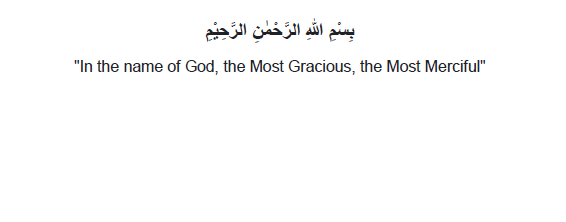 بِسْمِ اللهِ الرَّحْمٰنِ الرَّحِيْمِ
"In the name of God, the Most Gracious, the Most Merciful"